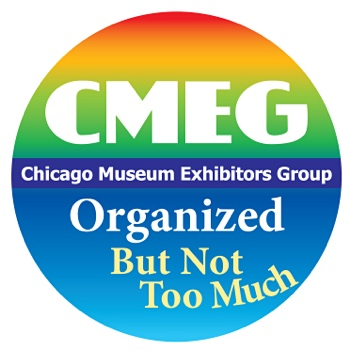 CMEG
Chicago Museum Exhibitors Group
Organized
But Not
Too Much